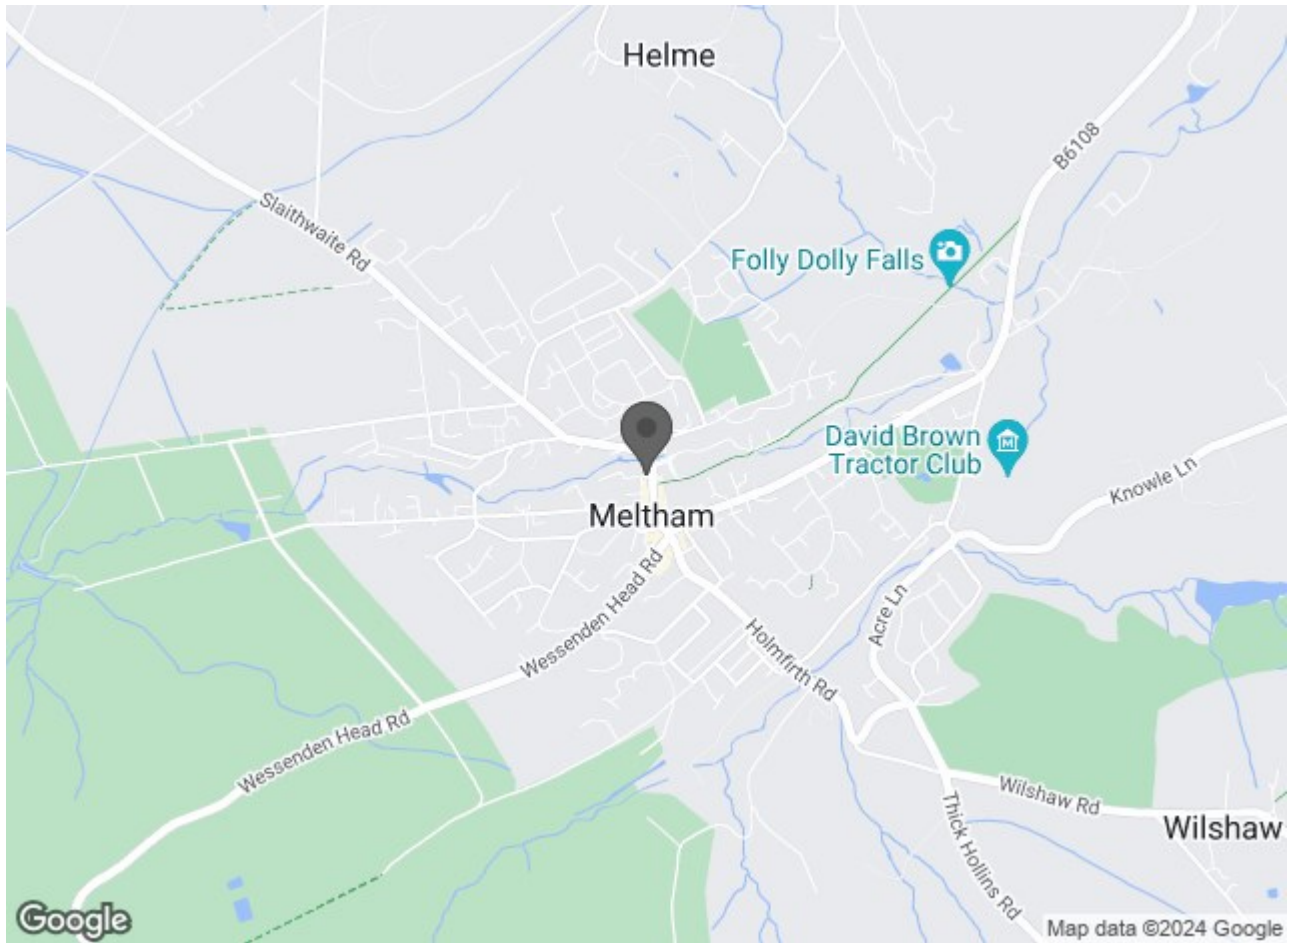 Helme
B6108
Slaithwaite Rd
Folly Dolly Falls
David Brown
Tractor Club
Knowle Ln
Meltham
Wessenden Head Rd
Acre Ln
Holmfirth Rd
Wessenden Head Rd
Wilshaw Rd
Wilshaw
Thick Hollins Rd
Google
Map data ©2024 Google